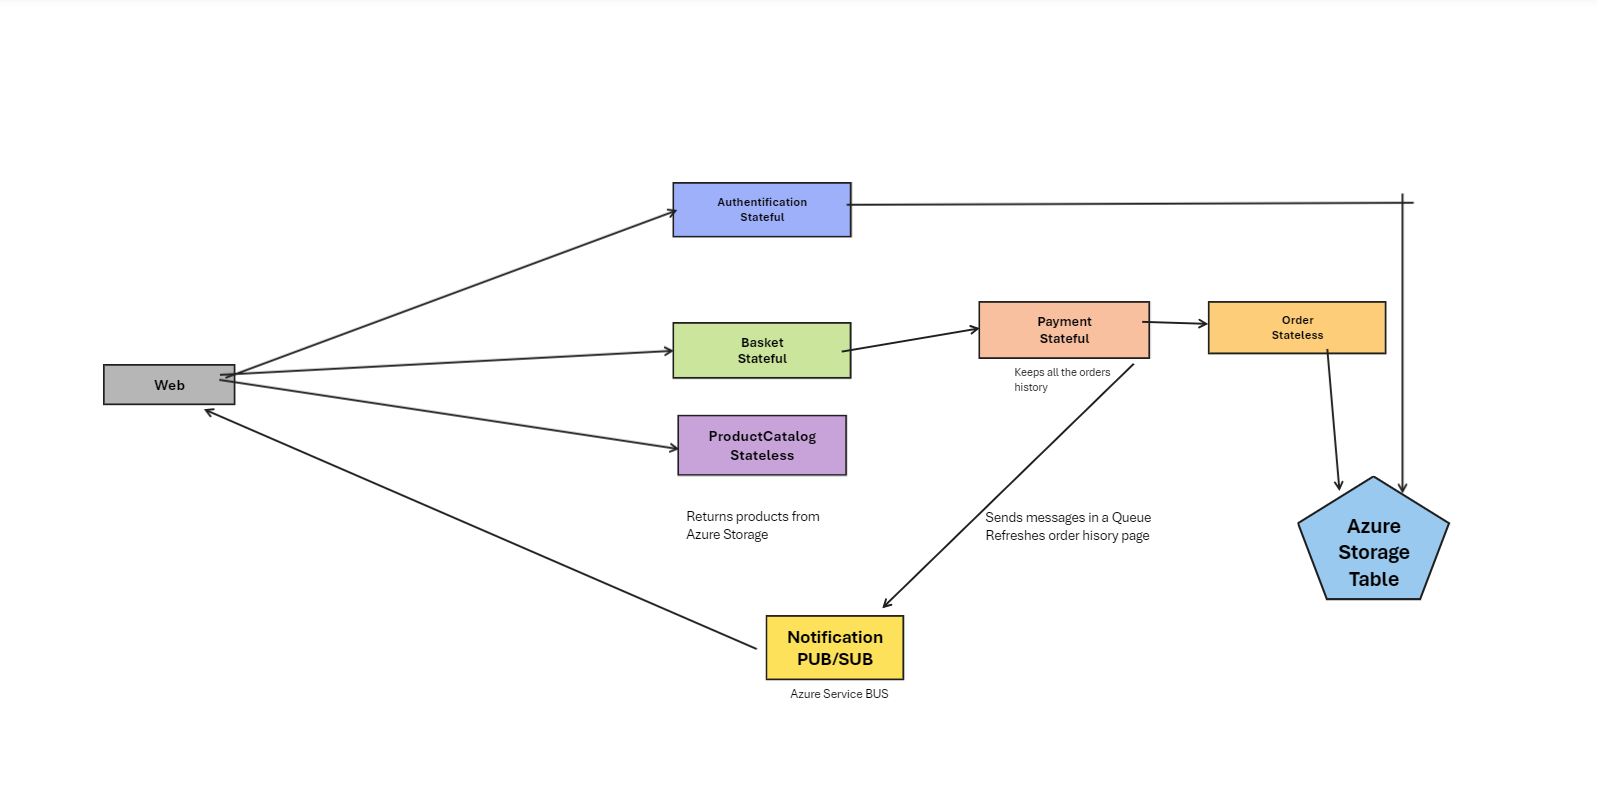 Authentification
Stateful
Basket
Stateful
Payment
Stateful
Order
Stateless
Keeps all the orders
history
Web
ProductCatalog
Stateless
Returns products from
Azure Storage
Sends messages in a Queue
Refreshes order hisory page
Azure
Storage
Table
Notification
PUB/SUB
Azure Service BUS